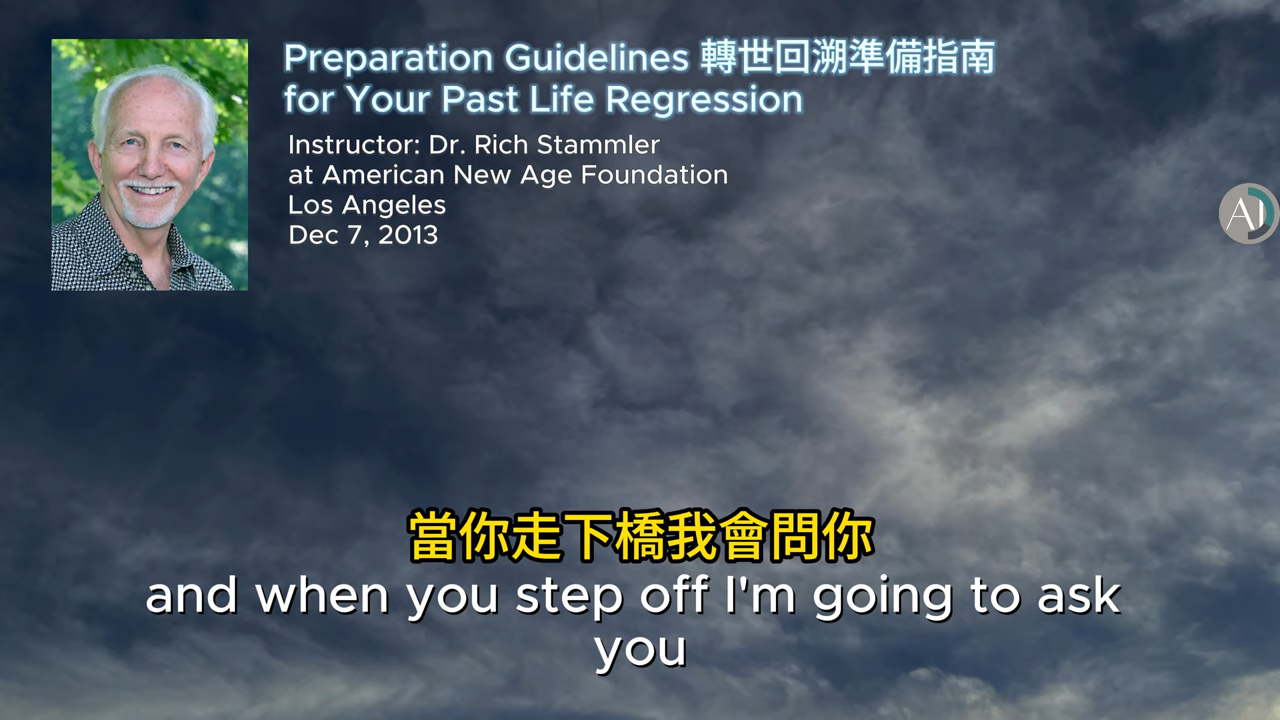 Preparation Guidelines 轉世回溯準備指南
for Your Past Life Regression
Instructor: Dr. Rich Stammler
at American New Age Foundation
Los Angeles
Dec 7, 2013
當你走下橋我會問你
and when you step off I'm going to ask
you